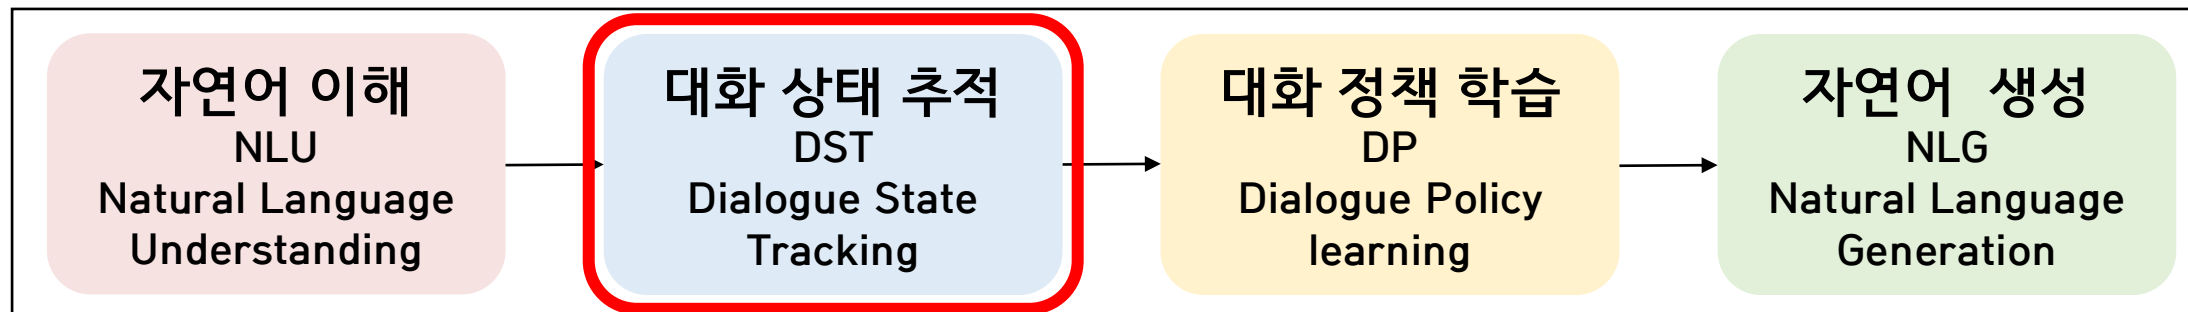 자연어 이해
NLU
Natural Language
Understanding
대화 상태 추적
DST
Dialogue State
Tracking
대화 정책 학습
DP
Dialogue Policy
learning
자연어 생성
NLG
Natural Language
Generation